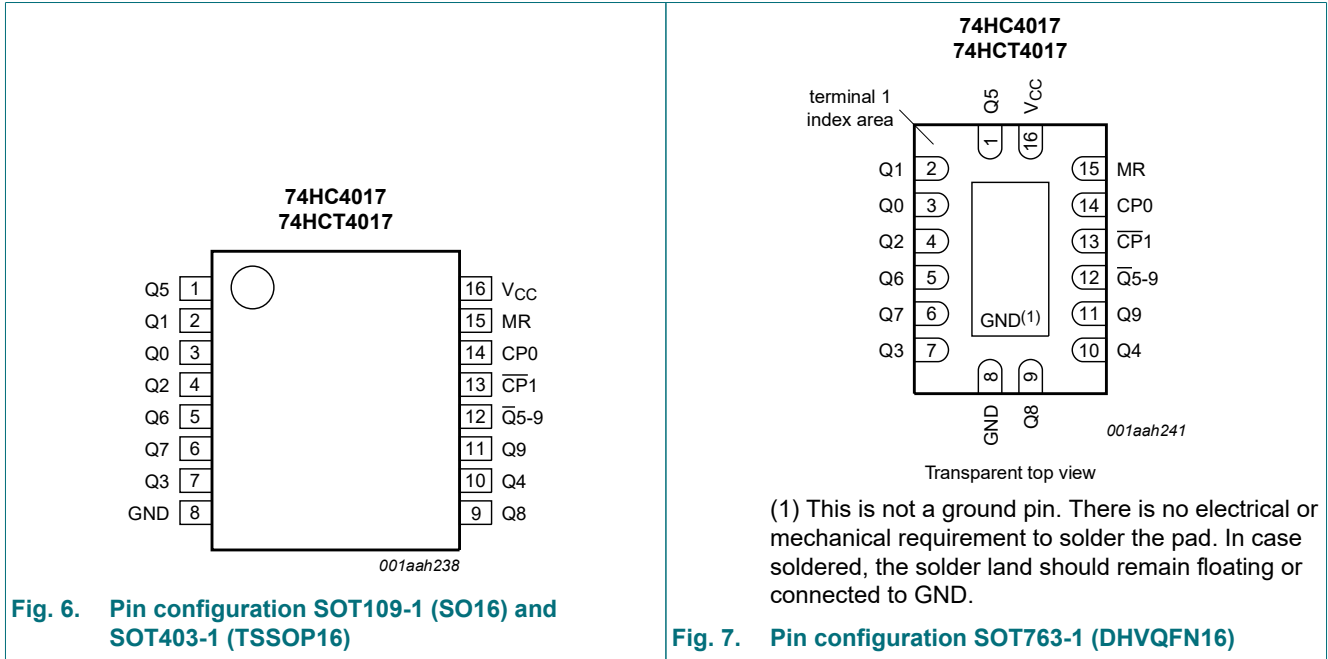 74HC4017
74HCT4017
Q5 1
Q1 2
Q0 3
Q2 4
Q6 5
Q7 6
Q3 7
GND 8
16 VCC
15 MR
14 CP0
13 C̅P̅1
12 Q̅5-9
11 Q9
10 Q4
9 Q8
001aah238
Fig. 6. Pin configuration SOT109-1 (SO16) and
SOT403-1 (TSSOP16)
74HC4017
74HCT4017
terminal 1
index area
Q5
VCC
1
16
Q1 2
Q0 3
Q2 4
Q6 5
Q7 6
Q3 7
15 MR
14 CP0
13 C̅P̅1
12 Q̅5-9
11 Q9
10 Q4
GND(1)
8
9
GND
Q8
001aah241
Transparent top view
(1) This is not a ground pin. There is no electrical or
mechanical requirement to solder the pad. In case
soldered, the solder land should remain floating or
connected to GND.
Fig. 7. Pin configuration SOT763-1 (DHVQFN16)